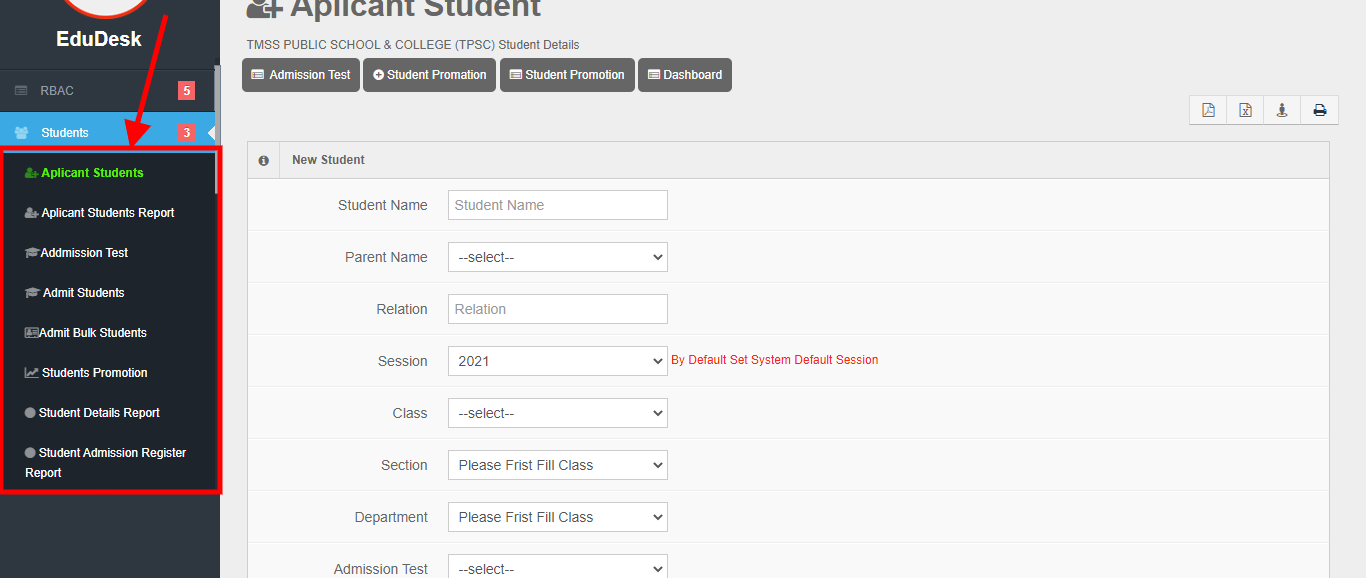 EduDesk
RBAC
5
Students
3
Aplicant Students
Aplicant Students Report
Addmission Test
Admit Students
Admit Bulk Students
Students Promotion
Student Details Report
Student Admission Register
Report
Aplicant Student
TMSS PUBLIC SCHOOL & COLLEGE (TPSC) Student Details
Admission Test
Student Promation
Student Promotion
Dashboard
New Student
Student Name
Student Name
Parent Name
--select--
Relation
Relation
Session
2021
By Default Set System Default Session
Class
--select--
Section
Please Frist Fill Class
Department
Please Frist Fill Class
Admission Test
--select--